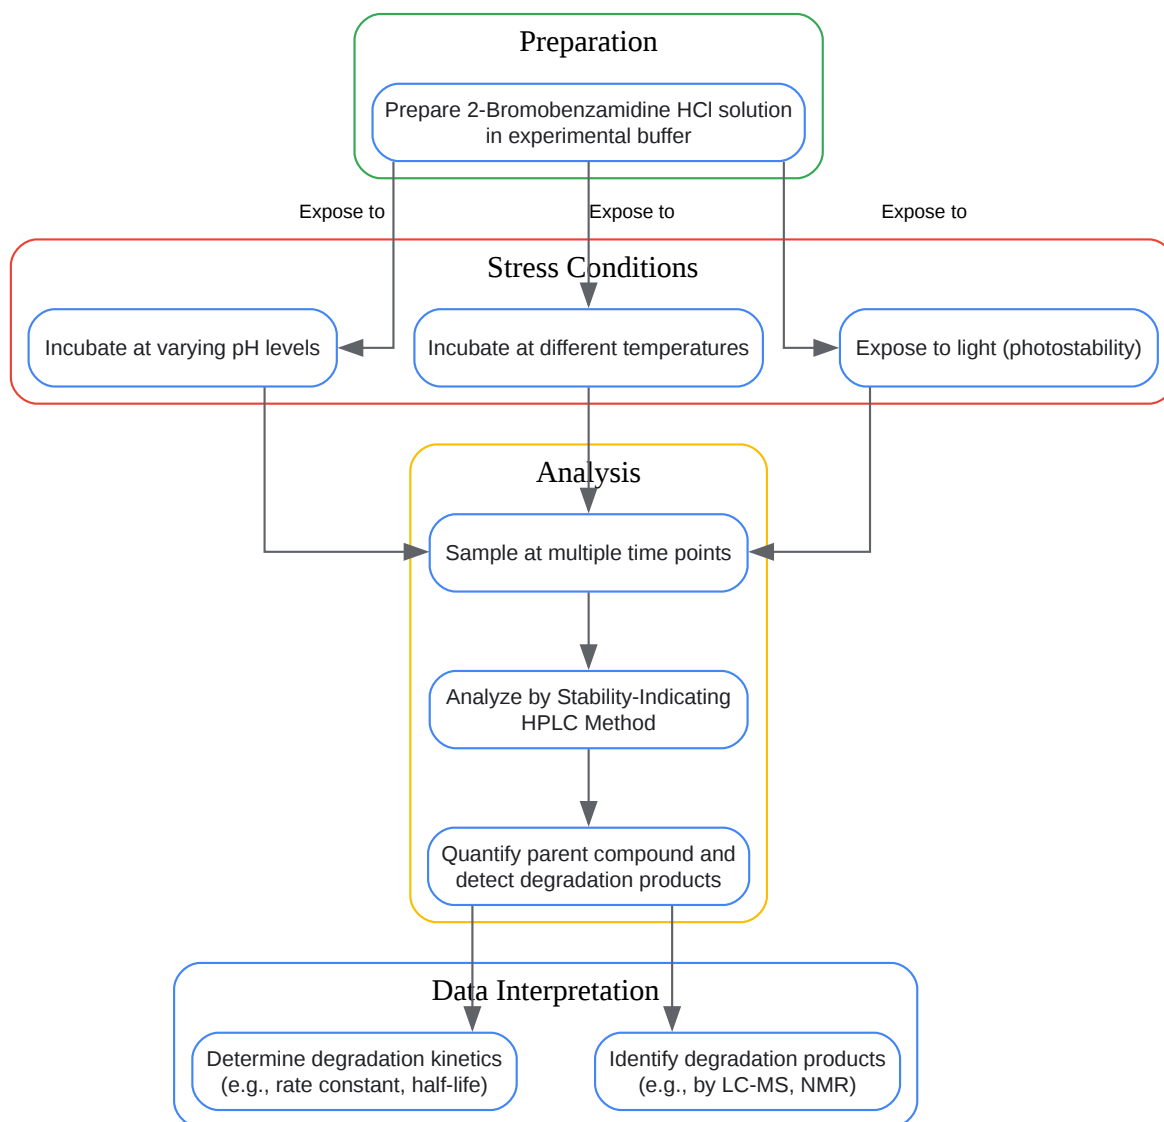 Preparation
Prepare 2-Bromobenzamidine HCl solution
in experimental buffer
Expose to
Expose to
Expose to
Stress Conditions
Incubate at varying pH levels
Incubate at different temperatures
Expose to light (photostability)
Analysis
Sample at multiple time points
Analyze by Stability-Indicating
HPLC Method
Quantify parent compound and
detect degradation products
Data Interpretation
Determine degradation kinetics
(e.g., rate constant, half-life)
Identify degradation products
(e.g., by LC-MS, NMR)